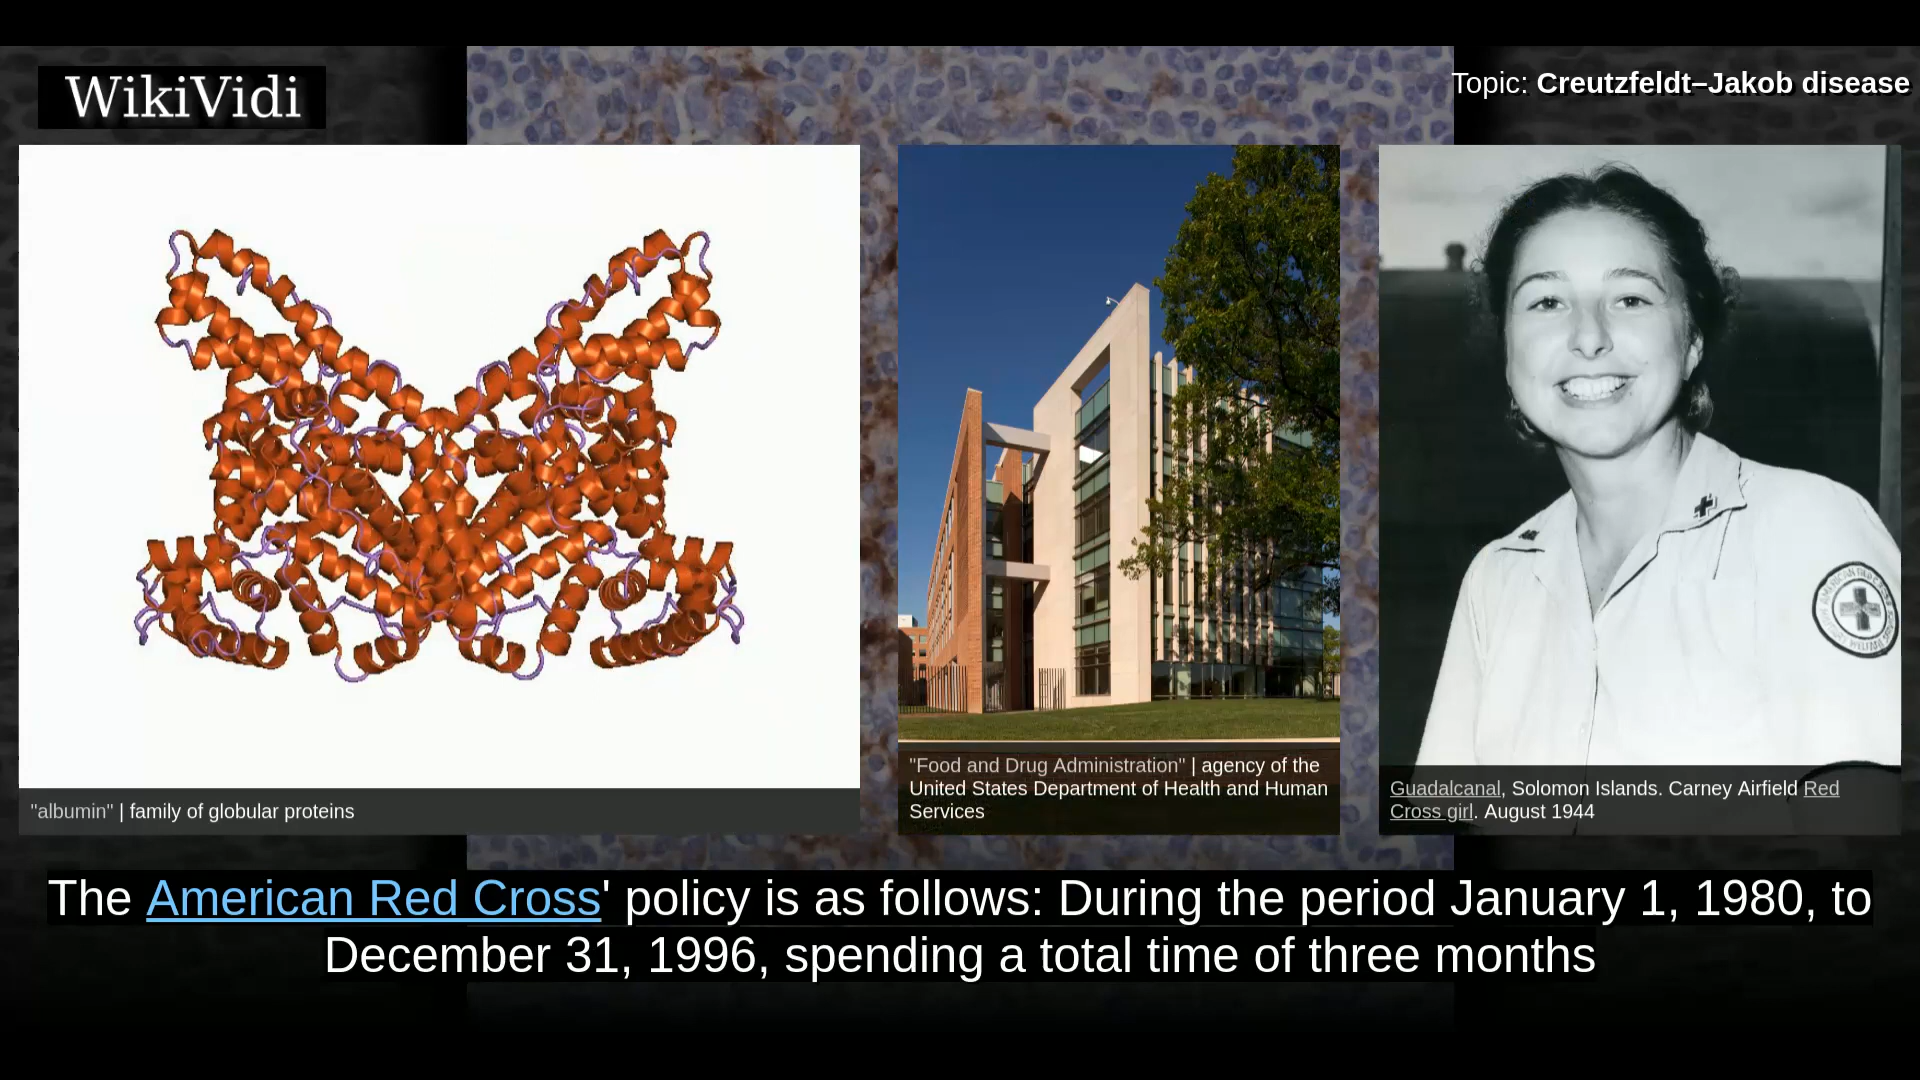 WikiVidi
Topic: Creutzfeldt–Jakob disease
"albumin" | family of globular proteins
"Food and Drug Administration" | agency of the
United States Department of Health and Human
Services
Guadalcanal, Solomon Islands. Carney Airfield Red
Cross girl. August 1944
The American Red Cross' policy is as follows: During the period January 1, 1980, to
December 31, 1996, spending a total time of three months